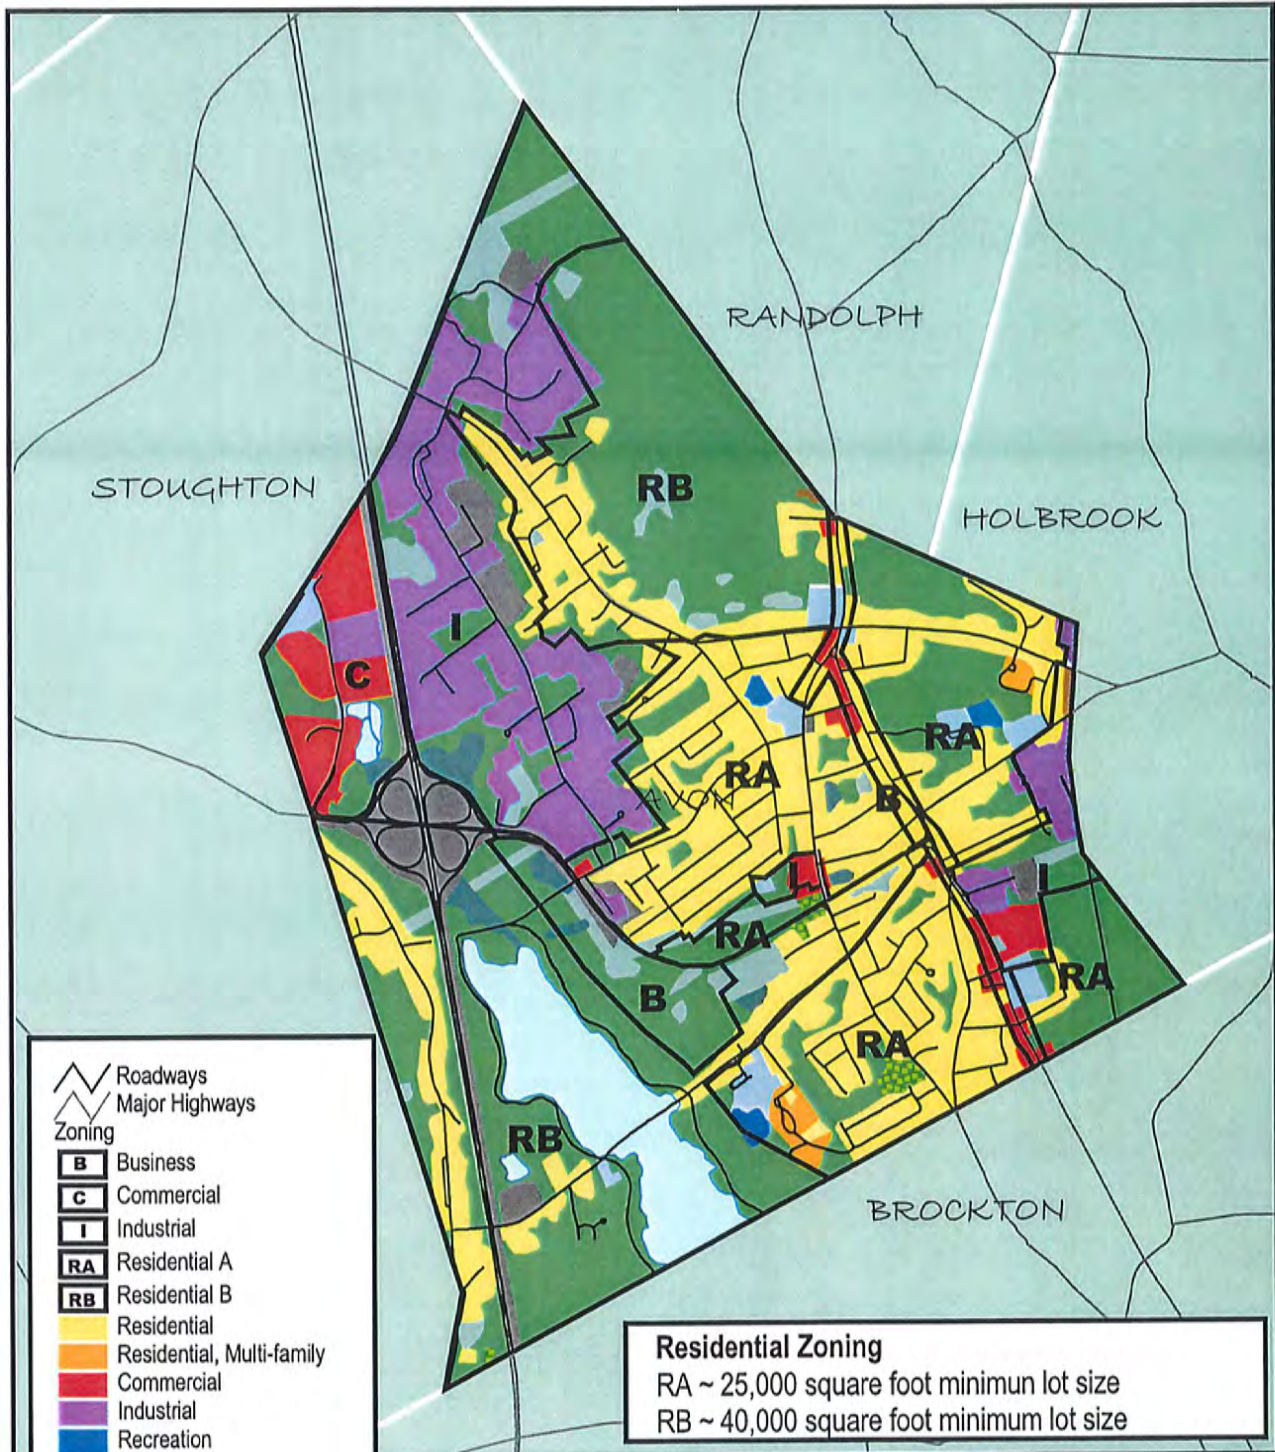 RANDOLPH
STOUGHTON
RB
HOLBROOK
I
C
RA
RA
AVON
B
I
I
RA
RA
B
RA
RB
BROCKTON
Roadways
Major Highways
Zoning
B Business
C Commercial
I Industrial
RA Residential A
RB Residential B
Residential
Residential, Multi-family
Commercial
Industrial
Recreation
Residential Zoning
RA ~ 25,000 square foot minimun lot size
RB ~ 40,000 square foot minimum lot size